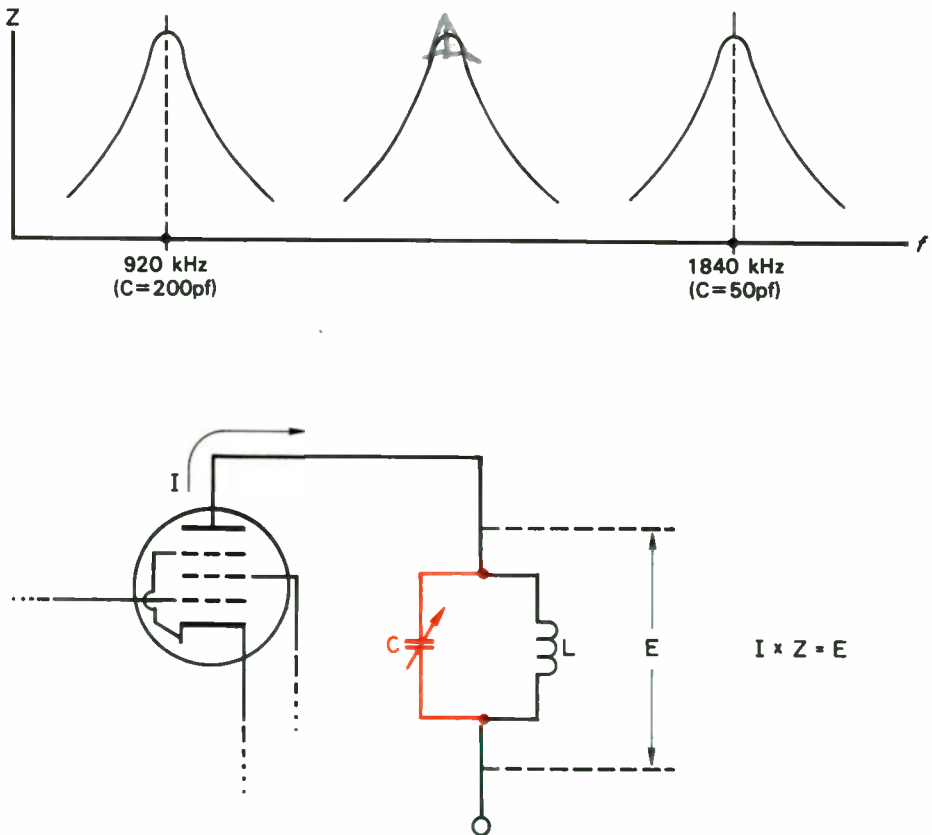 Z
f
920 kHz
(C=200pf)
1840 kHz
(C=50pf)
I
C
L
E
I × Z = E